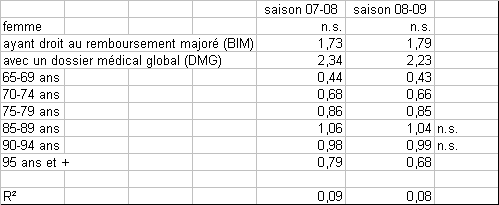 saison 07-08 saison 08-09
femme n.s. n.s.
ayant droit au remboursement majoré (BIM) 1,73 1,79
avec un dossier médical global (DMG) 2,34 2,23
65-69 ans 0,44 0,43
70-74 ans 0,68 0,66
75-79 ans 0,86 0,85
85-89 ans 1,06 1,04 n.s.
90-94 ans 0,98 0,99 n.s.
95 ans et + 0,79 0,68
R² 0,09 0,08